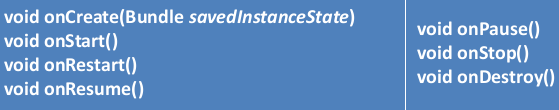 void onCreate(Bundle savedInstanceState)
void onStart()
void onRestart()
void onResume()
void onPause()
void onStop()
void onDestroy()